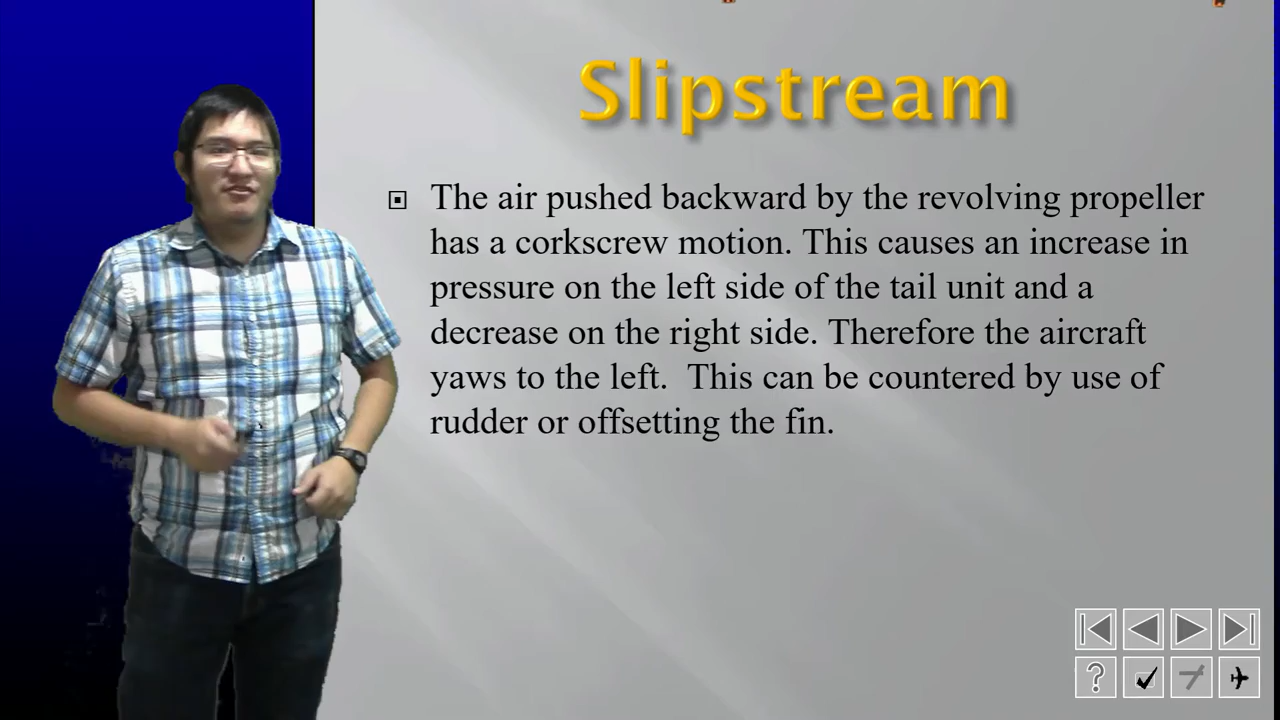 Slipstream
The air pushed backward by the revolving propeller
has a corkscrew motion. This causes an increase in
pressure on the left side of the tail unit and a
decrease on the right side. Therefore the aircraft
yaws to the left.  This can be countered by use of
rudder or offsetting the fin.
?